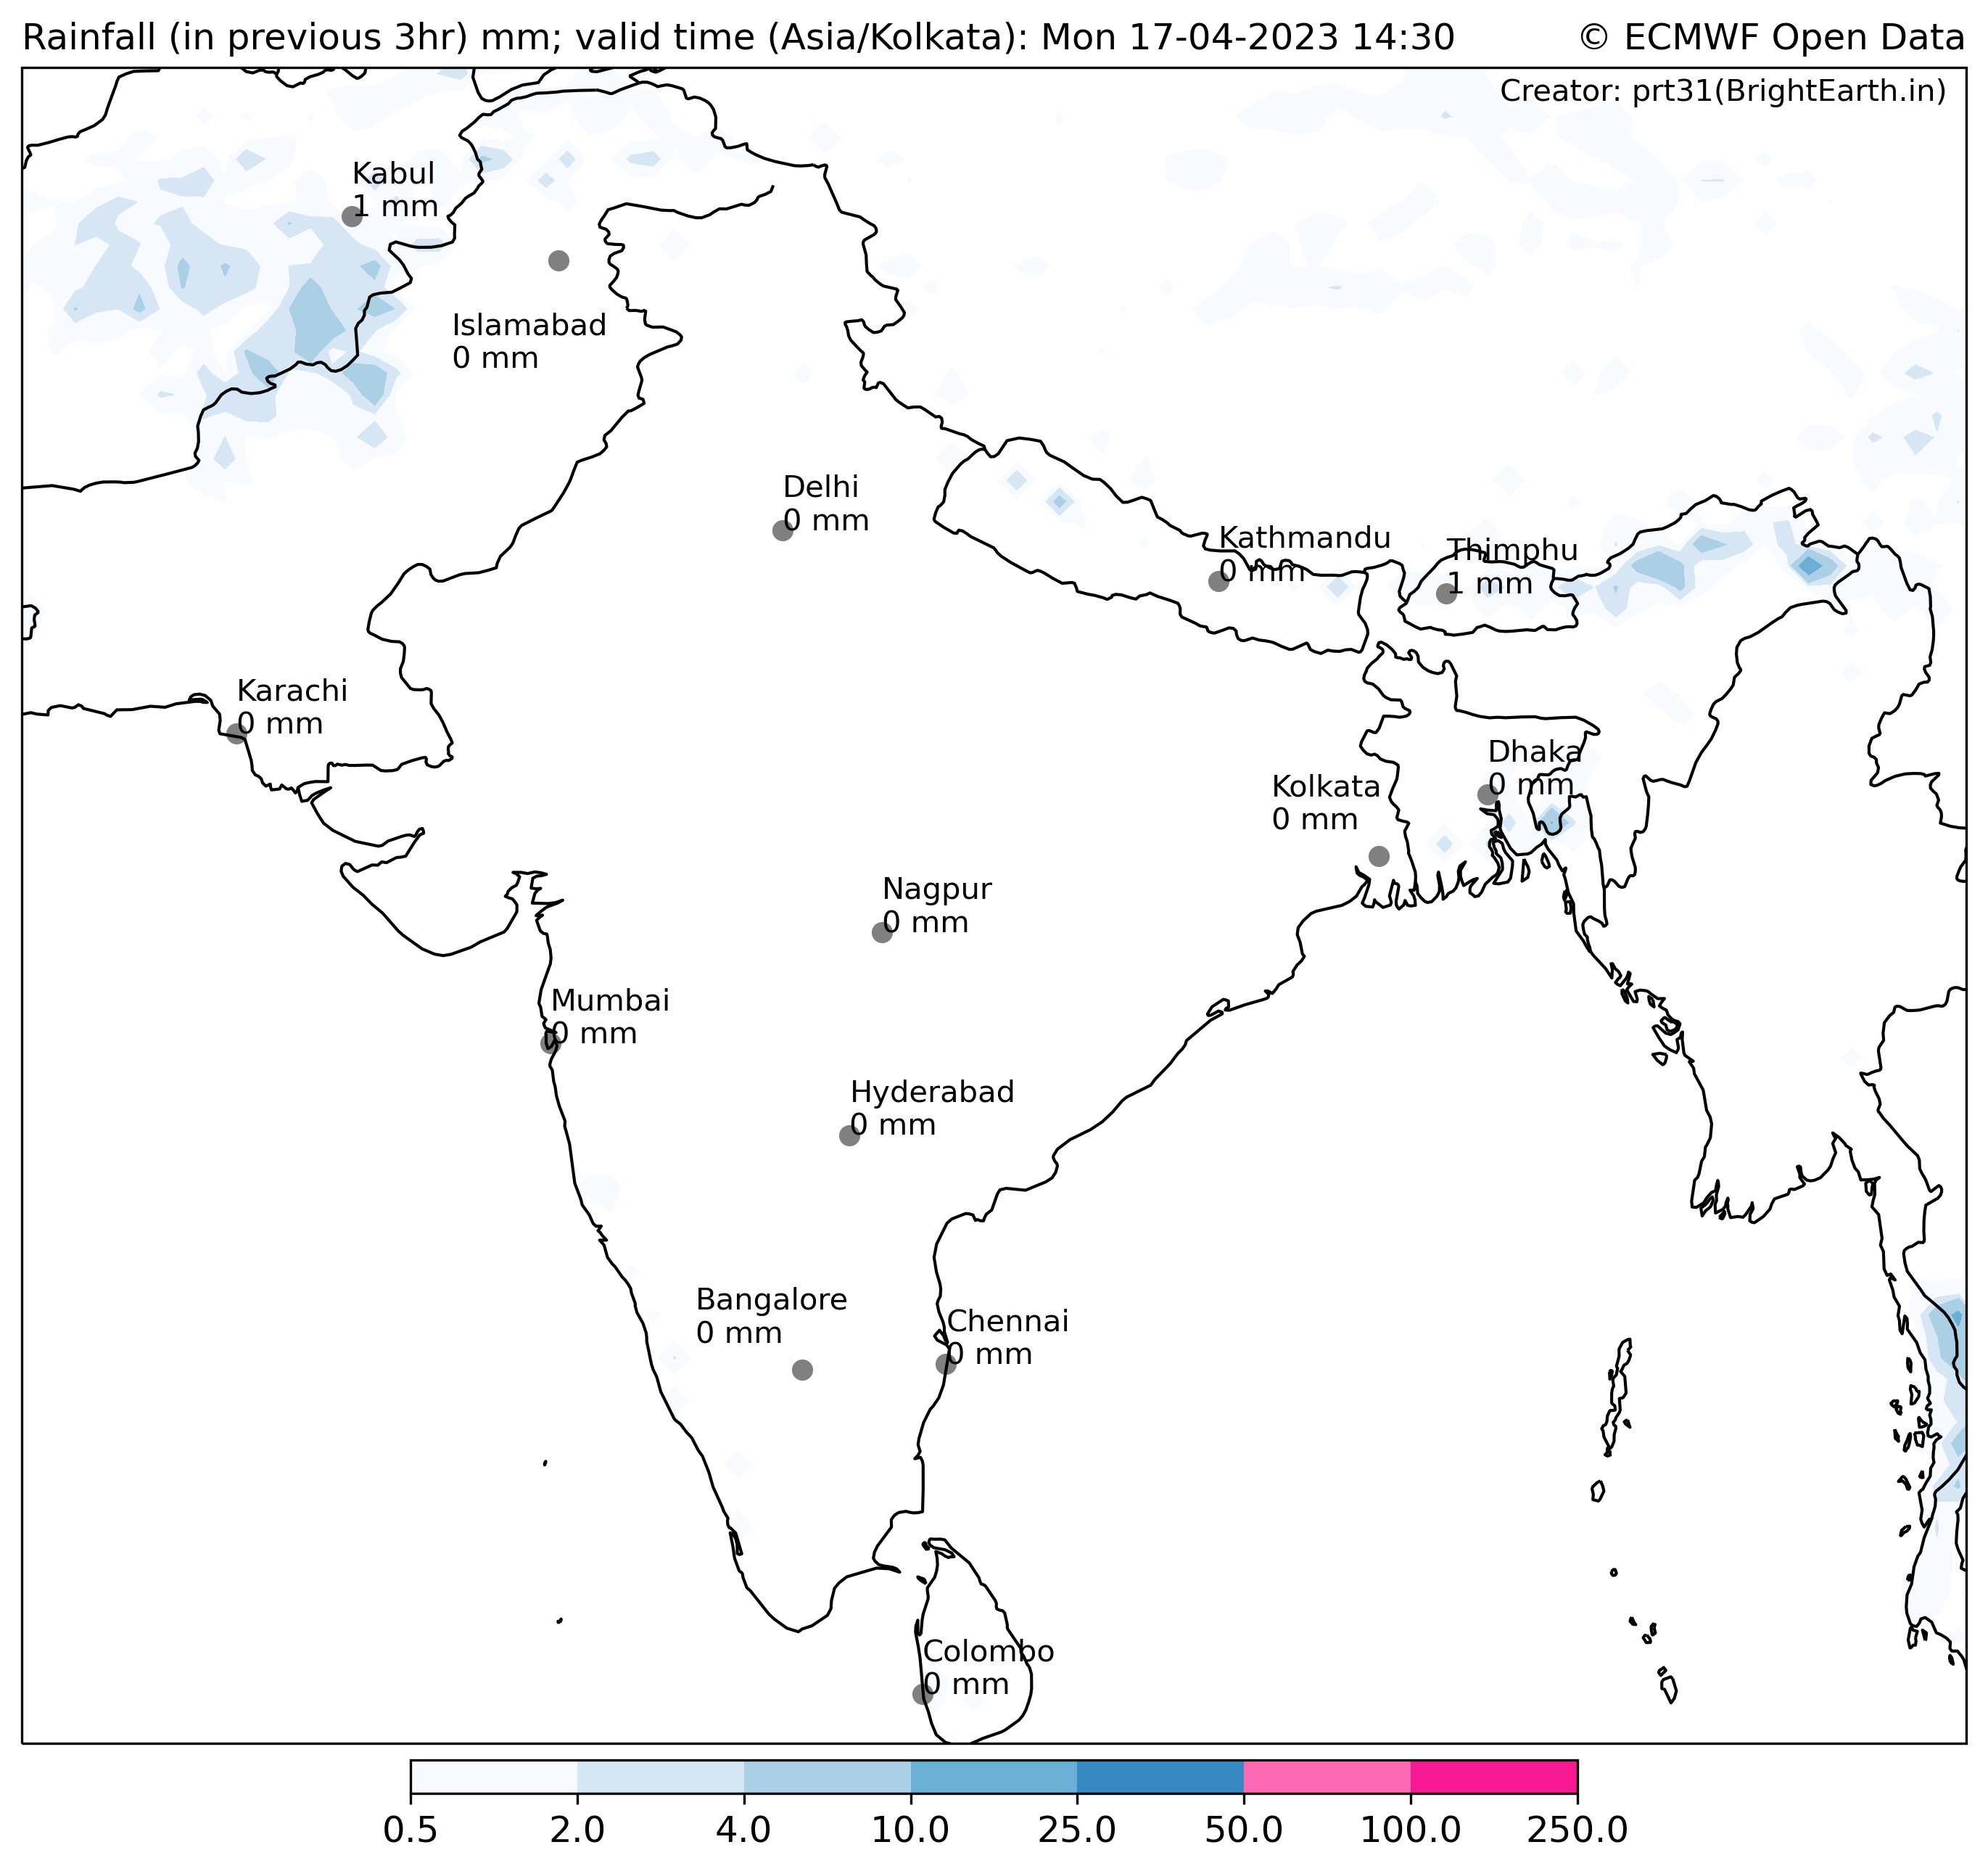 Rainfall (in previous 3hr) mm; valid time (Asia/Kolkata): Mon 17-04-2023 14:30
© ECMWF Open Data
Creator: prt31(BrightEarth.in)
Kabul
1 mm
Islamabad
0 mm
Delhi
0 mm
Kathmandu
0 mm
Thimphu
1 mm
Karachi
0 mm
Dhaka
0 mm
Kolkata
0 mm
Nagpur
0 mm
Mumbai
0 mm
Hyderabad
0 mm
Bangalore
0 mm
Chennai
0 mm
Colombo
0 mm
0.5 2.0 4.0 10.0 25.0 50.0 100.0 250.0